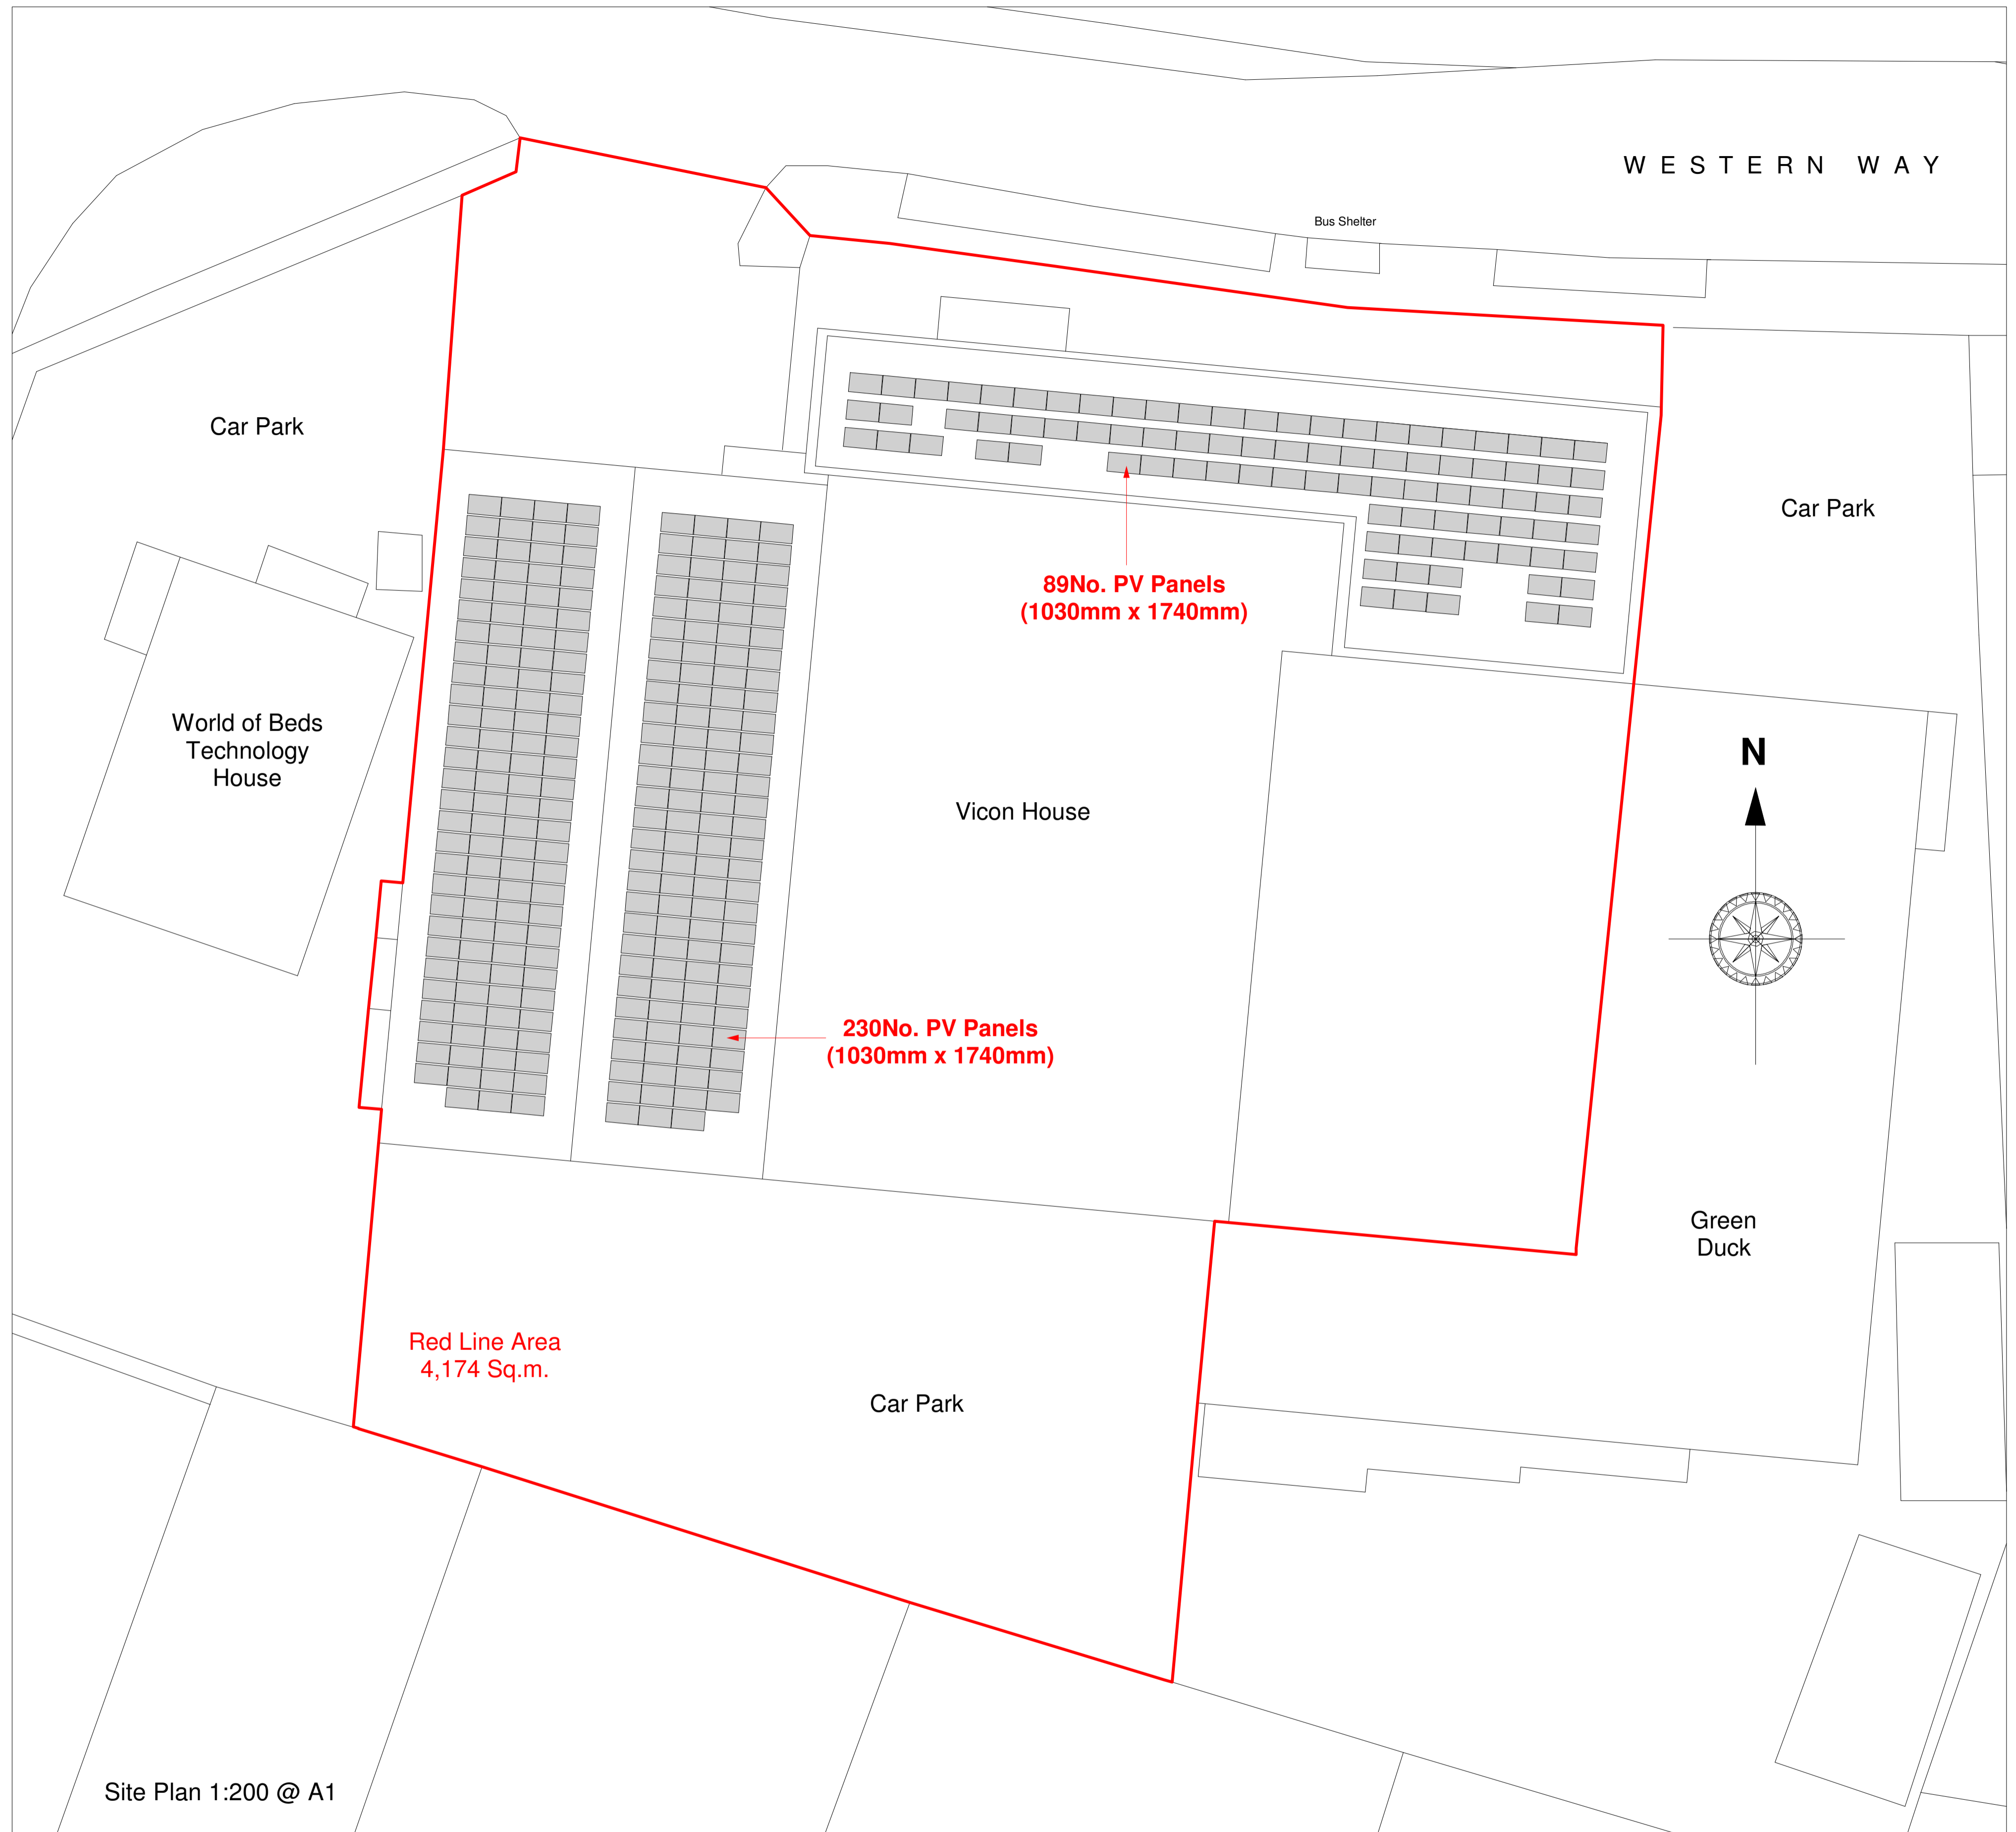 WESTERN WAY
Bus Shelter
Car Park
Car Park
89No. PV Panels
(1030mm x 1740mm)
World of Beds
Technology
House
N
Vicon House
230No. PV Panels
(1030mm x 1740mm)
Green
Duck
Red Line Area
4,174 Sq.m.
Car Park
Site Plan 1:200 @ A1